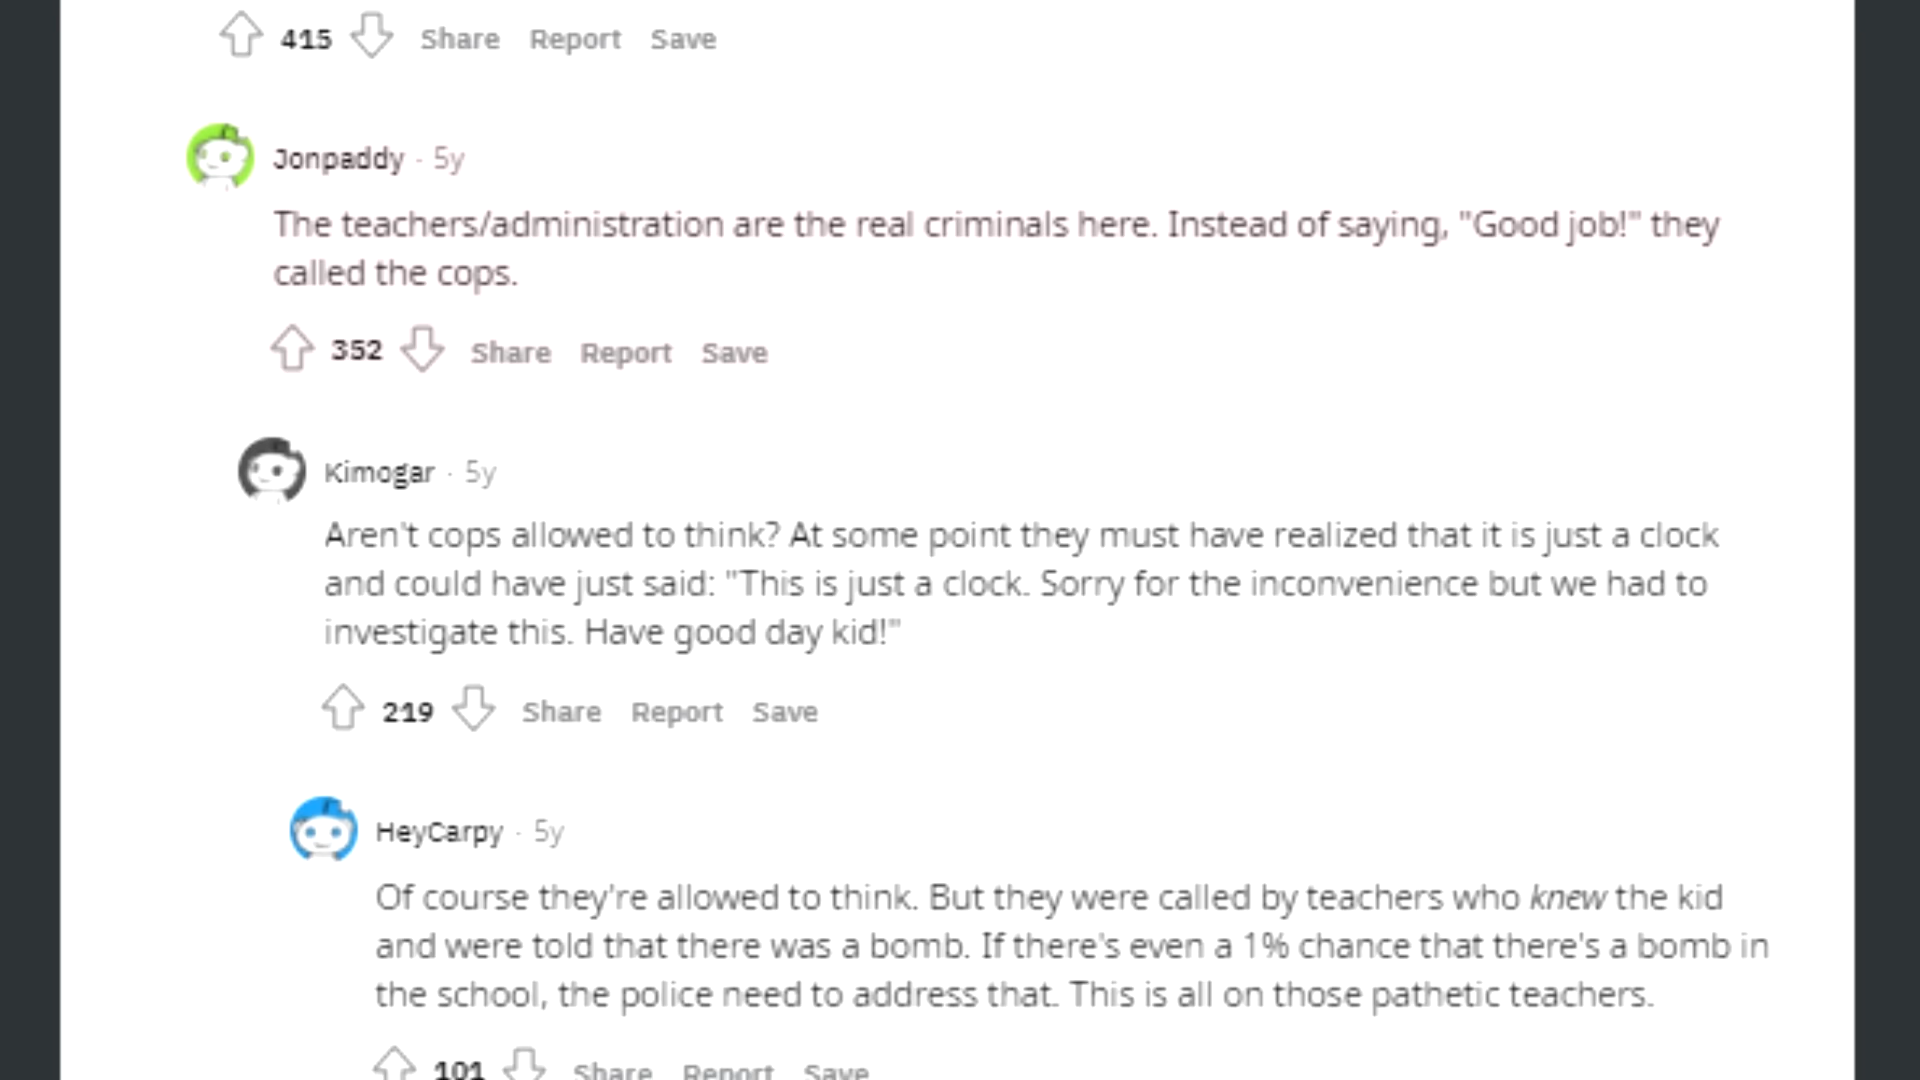 415 Share Report Save
Jonpaddy · 5y
The teachers/administration are the real criminals here. Instead of saying, "Good job!" they
called the cops.
352 Share Report Save
Kimogar · 5y
Aren't cops allowed to think? At some point they must have realized that it is just a clock
and could have just said: "This is just a clock. Sorry for the inconvenience but we had to
investigate this. Have good day kid!"
219 Share Report Save
HeyCarpy · 5y
Of course they're allowed to think. But they were called by teachers who knew the kid
and were told that there was a bomb. If there's even a 1% chance that there's a bomb in
the school, the police need to address that. This is all on those pathetic teachers.
101 Share Report Save